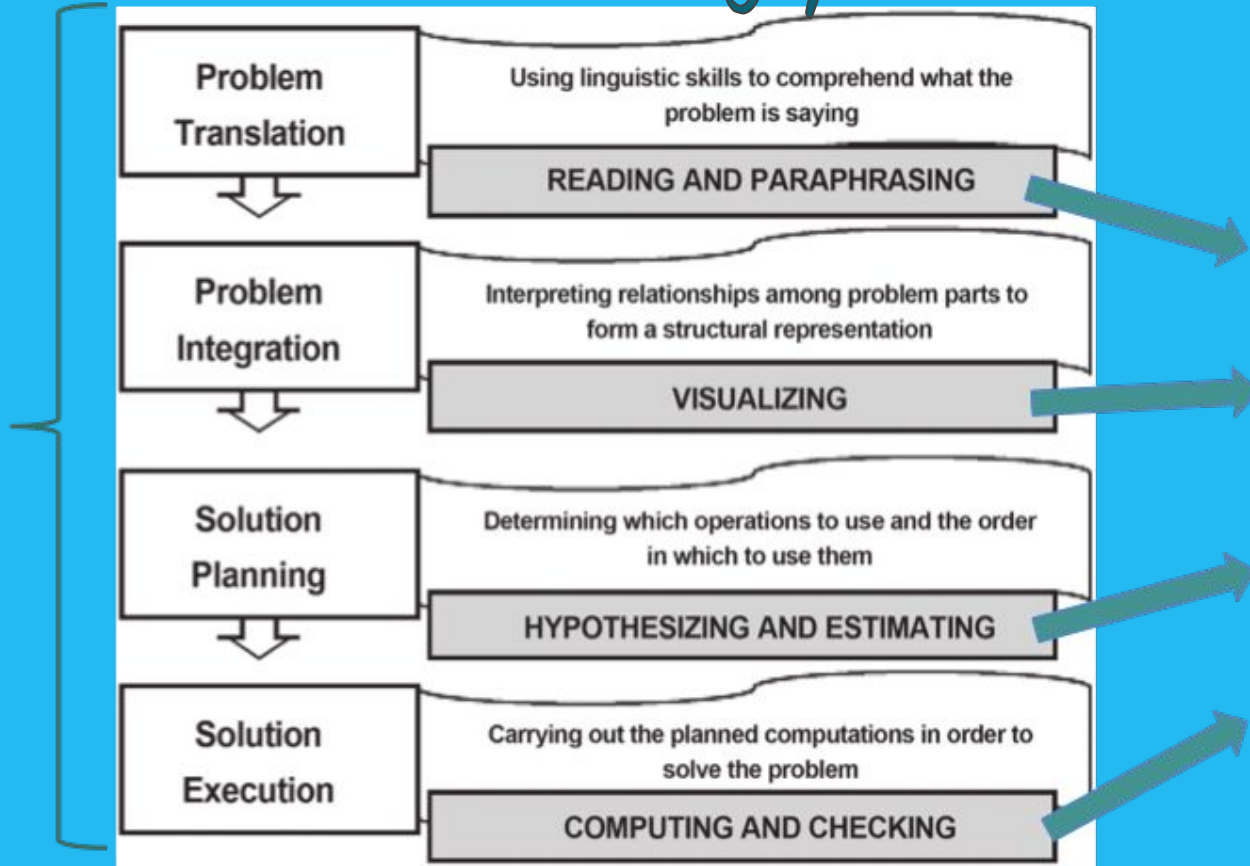 Problem
Translation
Using linguistic skills to comprehend what the
problem is saying
READING AND PARAPHRASING
Problem
Integration
Interpreting relationships among problem parts to
form a structural representation
VISUALIZING
Solution
Planning
Determining which operations to use and the order
in which to use them
HYPOTHESIZING AND ESTIMATING
Solution
Execution
Carrying out the planned computations in order to
solve the problem
COMPUTING AND CHECKING